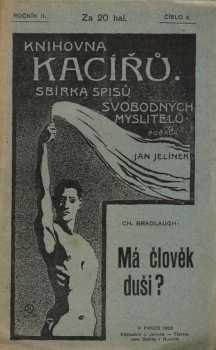 ROČNÍK II.
Za 20 hal.
ČÍSLO 4.
KNIHOVNA
KACÍŘŮ.
SBÍRKA SPISŮ
SVOBODNÝCH
MYSLITELŮ
POŘÁDÁ
JAN JELÍNEK
CH. BRADLAUGH:
Má člověk
duši?
V PRAZE